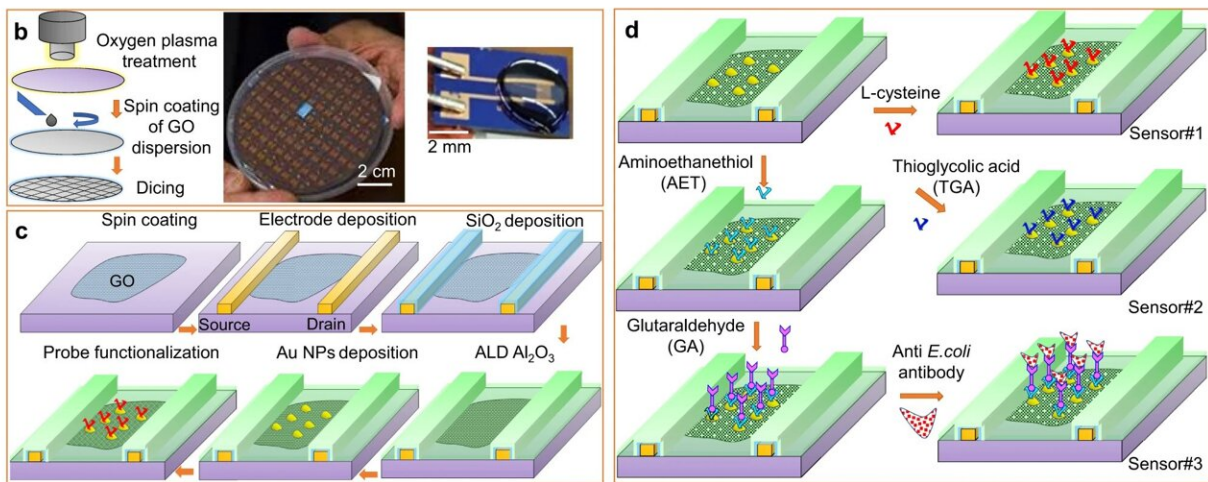 b
Oxygen plasma
treatment
Spin coating
of GO
dispersion
Dicing
2 cm
2 mm
c
Spin coating
Electrode deposition
SiO₂ deposition
GO
Source
Drain
Probe functionalization
Au NPs deposition
ALD Al₂O₃
d
L-cysteine
Sensor#1
Aminoethanethiol
(AET)
Thioglycolic acid
(TGA)
Sensor#2
Glutaraldehyde
(GA)
Anti E.coli
antibody
Sensor#3